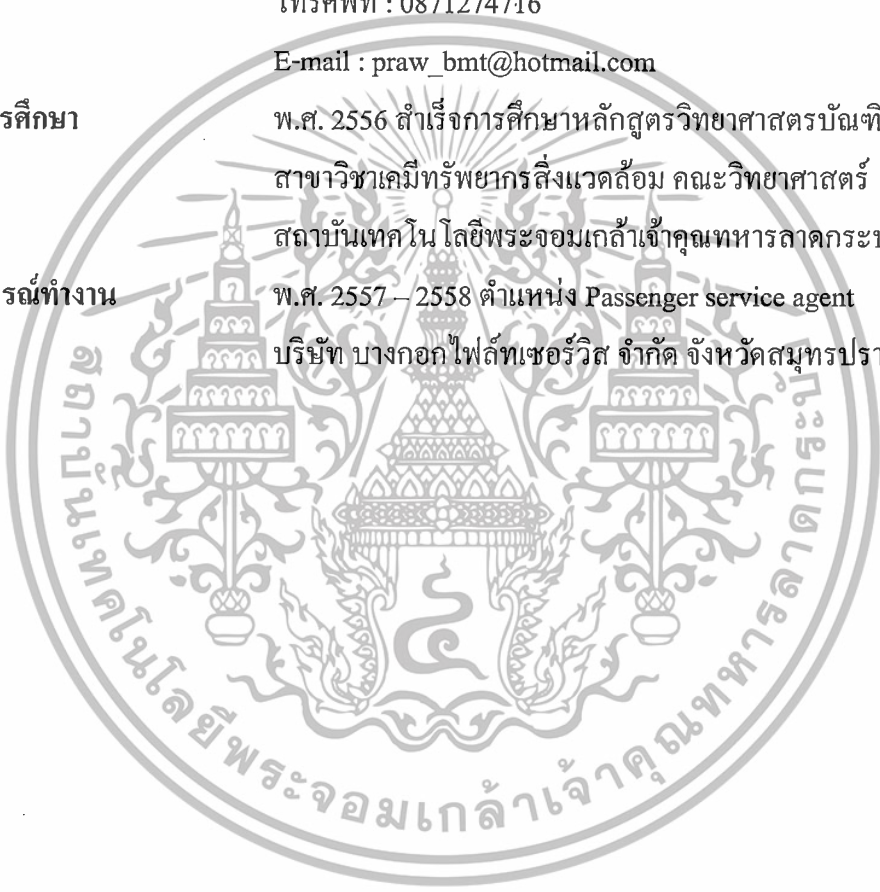 โทรศัพท์ : 0871274716
E-mail : praw_bmt@hotmail.com
รศึกษา พ.ศ. 2556 สำเร็จการศึกษาหลักสูตรวิทยาศาสตรบัณฑิ
สาขาวิชาเคมีทรัพยากรสิ่งแวดล้อม คณะวิทยาศาสตร์
สถาบันเทคโนโลยีพระจอมเกล้าเจ้าคุณทหารลาดกระบ
รณ์ทำงาน พ.ศ. 2557 – 2558 ตำแหน่ง Passenger service agent
บริษัท บางกอกไฟล์ทเซอร์วิส จำกัด จังหวัดสมุทรปรา
สถาบันเทคโนโลยีพระจอมเกล้าเจ้าคุณทหารลาดกระบัง
๔